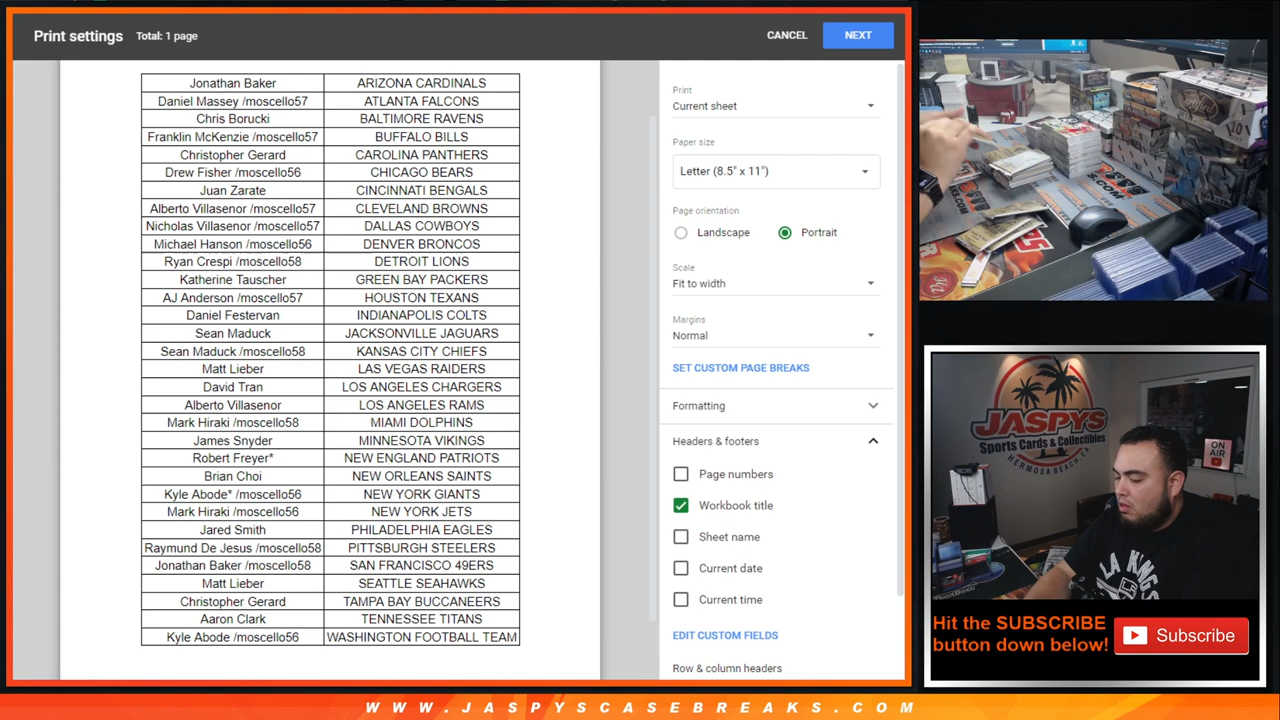 Print settings Total: 1 page CANCEL NEXT
Jonathan Baker ARIZONA CARDINALS
Daniel Massey /moscello57 ATLANTA FALCONS
Chris Borucki BALTIMORE RAVENS
Franklin McKenzie /moscello57 BUFFALO BILLS
Christopher Gerard CAROLINA PANTHERS
Drew Fisher /moscello56 CHICAGO BEARS
Juan Zarate CINCINNATI BENGALS
Alberto Villasenor /moscello57 CLEVELAND BROWNS
Nicholas Villasenor /moscello57 DALLAS COWBOYS
Michael Hanson /moscello56 DENVER BRONCOS
Ryan Crespi /moscello58 DETROIT LIONS
Katherine Tauscher GREEN BAY PACKERS
AJ Anderson /moscello57 HOUSTON TEXANS
Daniel Festervan INDIANAPOLIS COLTS
Sean Maduck JACKSONVILLE JAGUARS
Sean Maduck /moscello58 KANSAS CITY CHIEFS
Matt Lieber LAS VEGAS RAIDERS
David Tran LOS ANGELES CHARGERS
Alberto Villasenor LOS ANGELES RAMS
Mark Hiraki /moscello58 MIAMI DOLPHINS
James Snyder MINNESOTA VIKINGS
Robert Freyer* NEW ENGLAND PATRIOTS
Brian Choi NEW ORLEANS SAINTS
Kyle Abode* /moscello56 NEW YORK GIANTS
Mark Hiraki /moscello56 NEW YORK JETS
Jared Smith PHILADELPHIA EAGLES
Raymund De Jesus /moscello58 PITTSBURGH STEELERS
Jonathan Baker /moscello58 SAN FRANCISCO 49ERS
Matt Lieber SEATTLE SEAHAWKS
Christopher Gerard TAMPA BAY BUCCANEERS
Aaron Clark TENNESSEE TITANS
Kyle Abode /moscello56 WASHINGTON FOOTBALL TEAM
Print
Current sheet
Paper size
Letter (8.5" x 11")
Page orientation
Landscape Portrait
Scale
Fit to width
Margins
Normal
SET CUSTOM PAGE BREAKS
Formatting
Headers & footers
Page numbers
Workbook title
Sheet name
Current date
Current time
EDIT CUSTOM FIELDS
Row & column headers
JASPYS
Sports Cards & Collectibles
HERMOSA BEACH, CA
ON AIR
LA KINGS
Hit the SUBSCRIBE
button down below!
Subscribe
WWW.JASPYSCASEBREAKS.COM